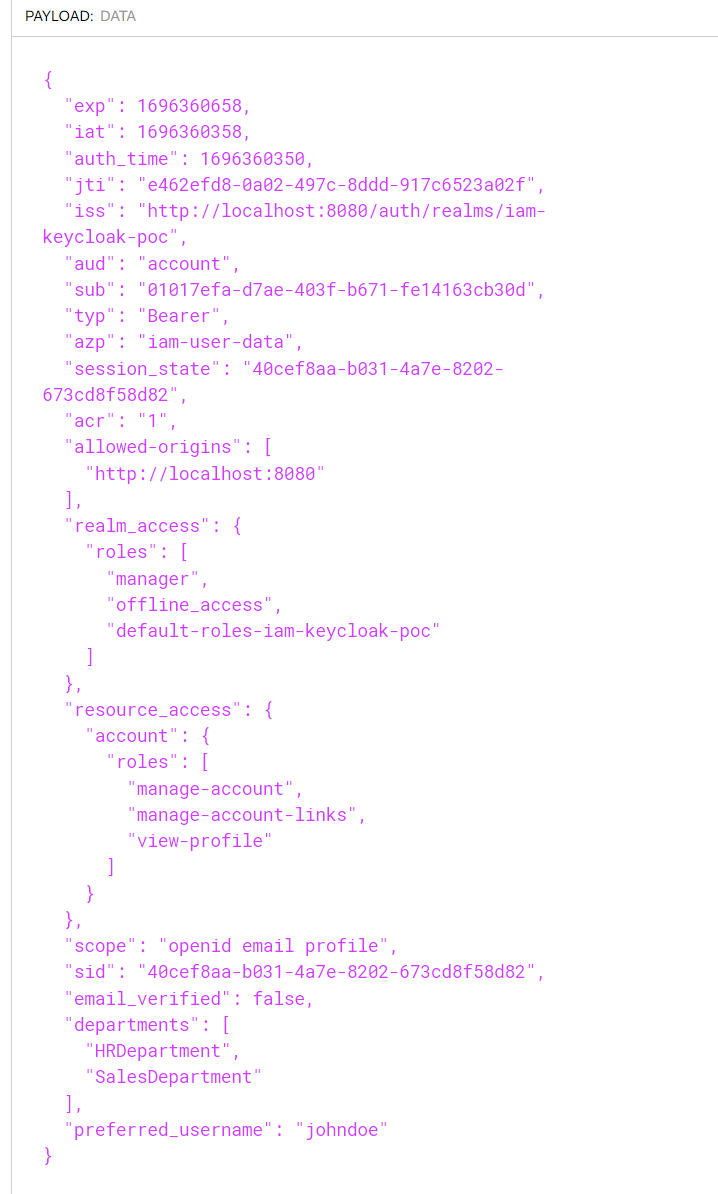 PAYLOAD: DATA
{
  "exp": 1696360658,
  "iat": 1696360358,
  "auth_time": 1696360350,
  "jti": "e462efd8-0a02-497c-8ddd-917c6523a02f",
  "iss": "http://localhost:8080/auth/realms/iam-
keycloak-poc",
  "aud": "account",
  "sub": "01017efa-d7ae-403f-b671-fe14163cb30d",
  "typ": "Bearer",
  "azp": "iam-user-data",
  "session_state": "40cef8aa-b031-4a7e-8202-
673cd8f58d82",
  "acr": "1",
  "allowed-origins": [
    "http://localhost:8080"
  ],
  "realm_access": {
    "roles": [
      "manager",
      "offline_access",
      "default-roles-iam-keycloak-poc"
    ]
  },
  "resource_access": {
    "account": {
      "roles": [
        "manage-account",
        "manage-account-links",
        "view-profile"
      ]
    }
  },
  "scope": "openid email profile",
  "sid": "40cef8aa-b031-4a7e-8202-673cd8f58d82",
  "email_verified": false,
  "departments": [
    "HRDepartment",
    "SalesDepartment"
  ],
  "preferred_username": "johndoe"
}